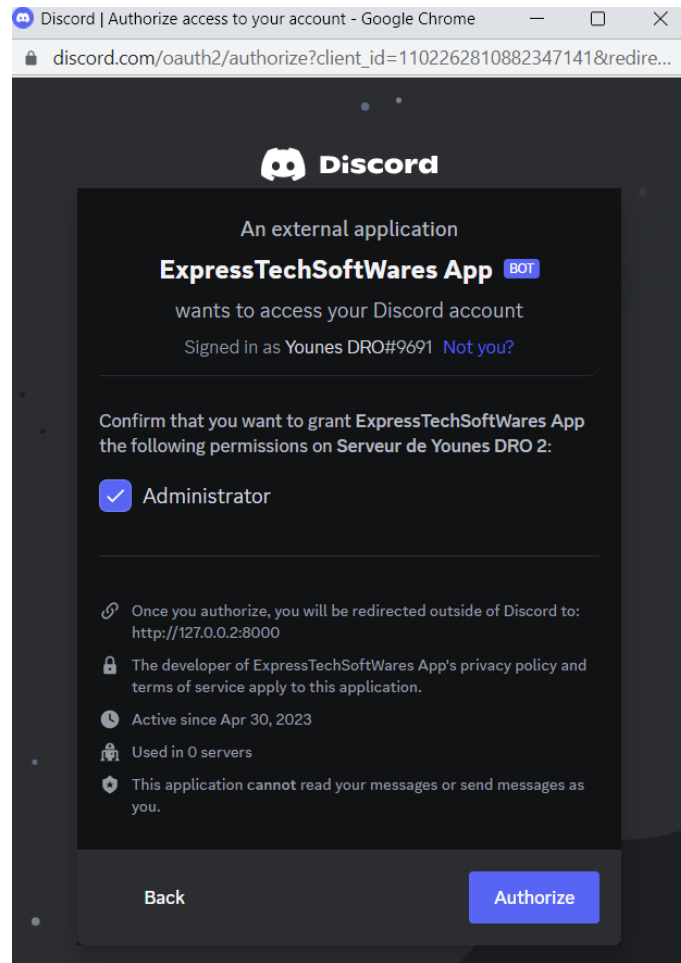 Discord | Authorize access to your account - Google Chrome
discord.com/oauth2/authorize?client_id=1102262810882347141&redire...
Discord
An external application
ExpressTechSoftWares App BOT
wants to access your Discord account
Signed in as Younes DRO#9691 Not you?
Confirm that you want to grant ExpressTechSoftWares App
the following permissions on Serveur de Younes DRO 2:
Administrator
Once you authorize, you will be redirected outside of Discord to:
http://127.0.0.2:8000
The developer of ExpressTechSoftWares App's privacy policy and
terms of service apply to this application.
Active since Apr 30, 2023
Used in 0 servers
This application cannot read your messages or send messages as
you.
Back
Authorize